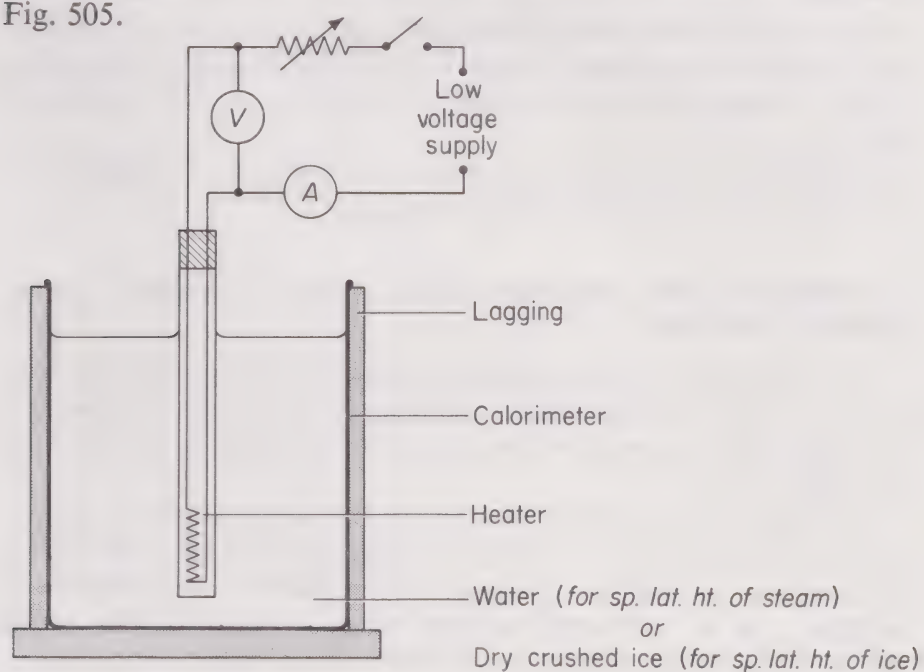 Fig. 505.
V
Low
voltage
supply
A
Lagging
Calorimeter
Heater
Water (for sp. lat. ht. of steam)
or
Dry crushed ice (for sp. lat. ht. of ice)